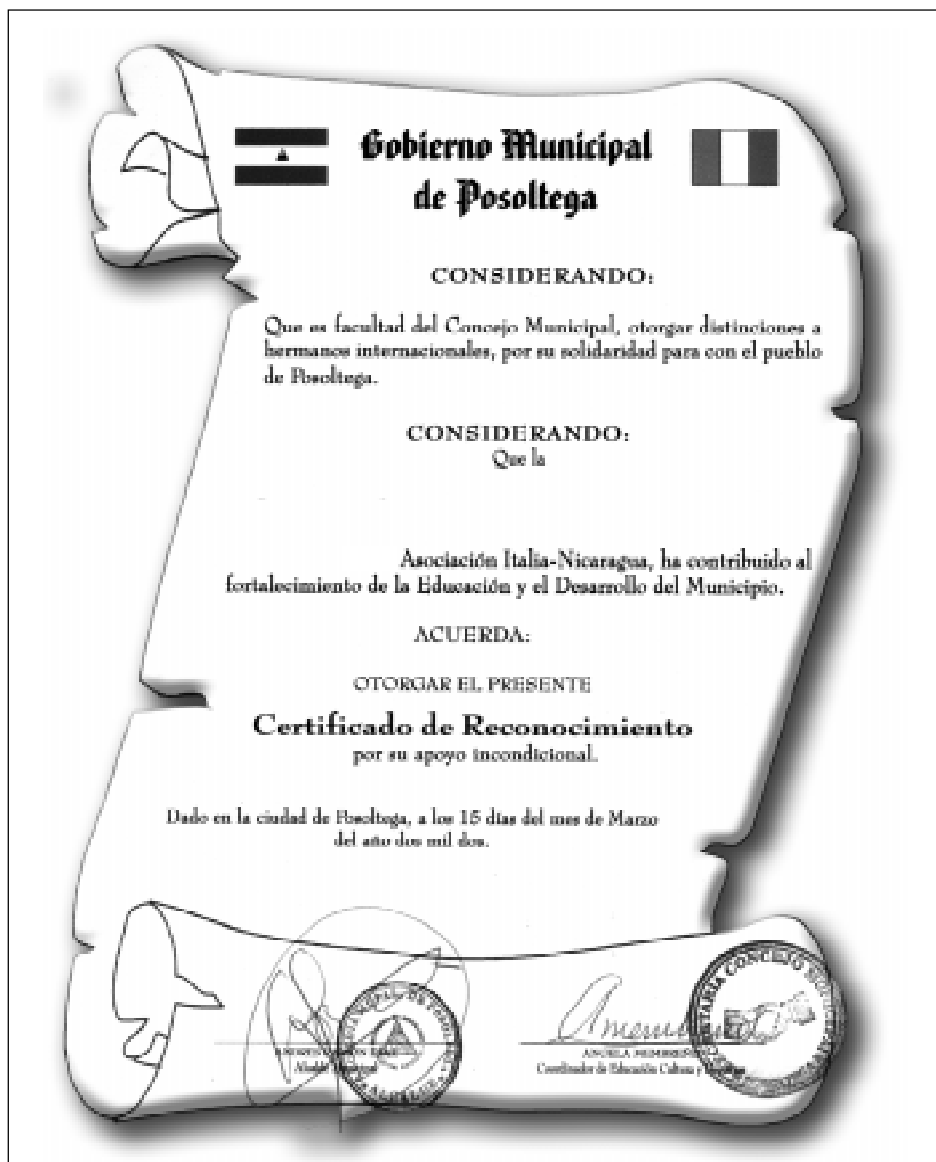 Gobierno Municipal
de Posoltega
CONSIDERANDO:
Que es facultad del Concejo Municipal, otorgar distinciones a
hermanos internacionales, por su solidaridad para con el pueblo
de Posoltega.
CONSIDERANDO:
Que la
Asociación Italia-Nicaragua, ha contribuido al
fortalecimiento de la Educación y el Desarrollo del Municipio.
ACUERDA:
OTORGAR EL PRESENTE
Certificado de Reconocimiento
por su apoyo incondicional.
Dado en la ciudad de Posoltega, a los 15 días del mes de Marzo
del año dos mil dos.
Alcalde
ANGELA
Coordinador de Educación Cultura y
CONCEJO